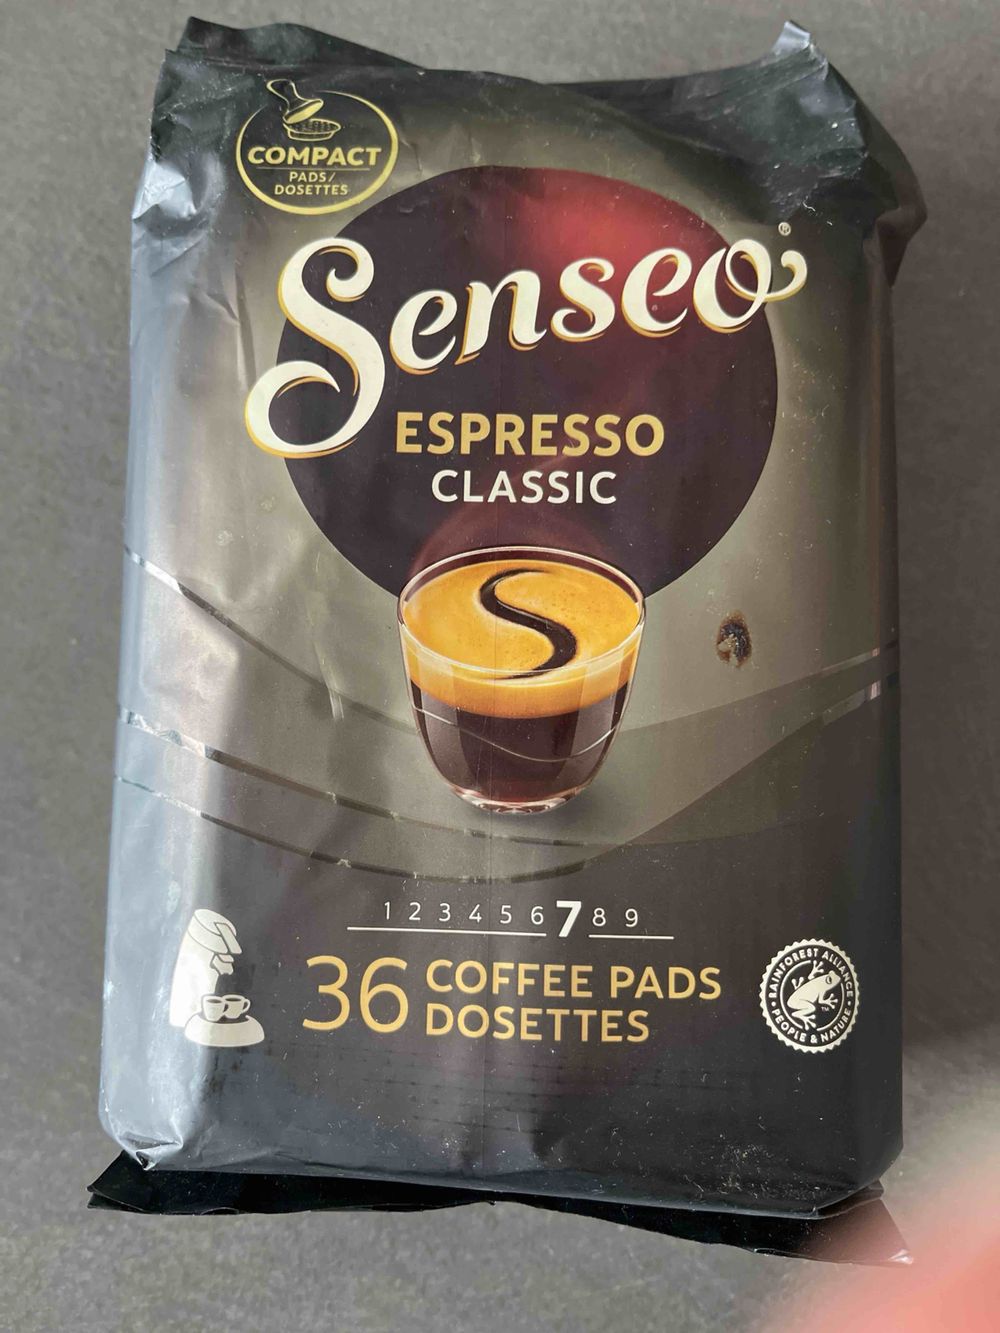 COMPACT
PADS/
DOSETTES
Senseo®
ESPRESSO
CLASSIC
1 2 3 4 5 6 7 8 9
36 COFFEE PADS
DOSETTES
RAINFOREST ALLIANCE
PEOPLE & NATURE
TM